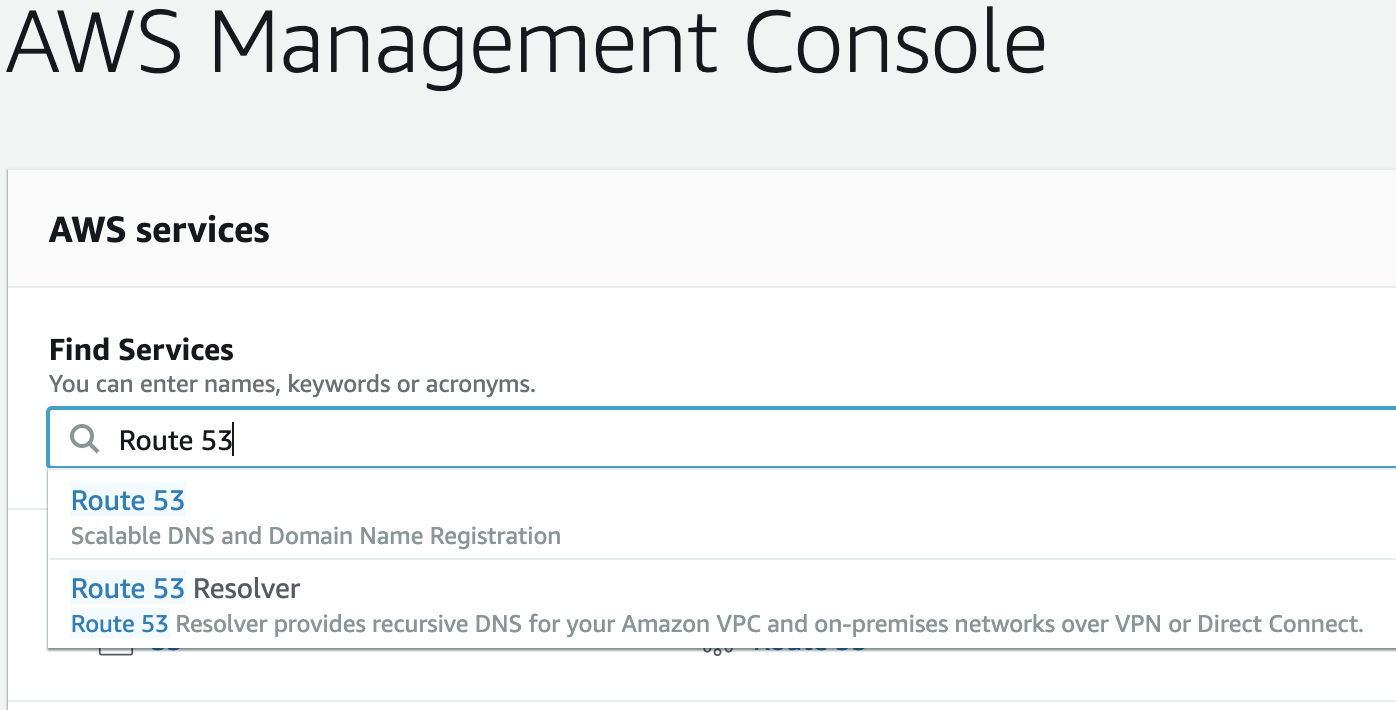 AWS Management Console
AWS services
Find Services
You can enter names, keywords or acronyms.
Route 53
Route 53
Scalable DNS and Domain Name Registration
Route 53 Resolver
Route 53 Resolver provides recursive DNS for your Amazon VPC and on-premises networks over VPN or Direct Connect.